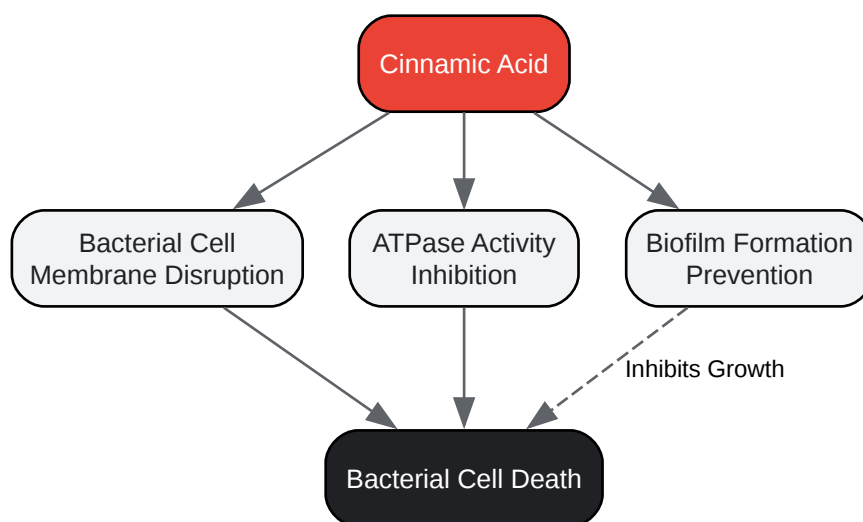 Cinnamic Acid
Bacterial Cell
Membrane Disruption
ATPase Activity
Inhibition
Biofilm Formation
Prevention
Inhibits Growth
Bacterial Cell Death